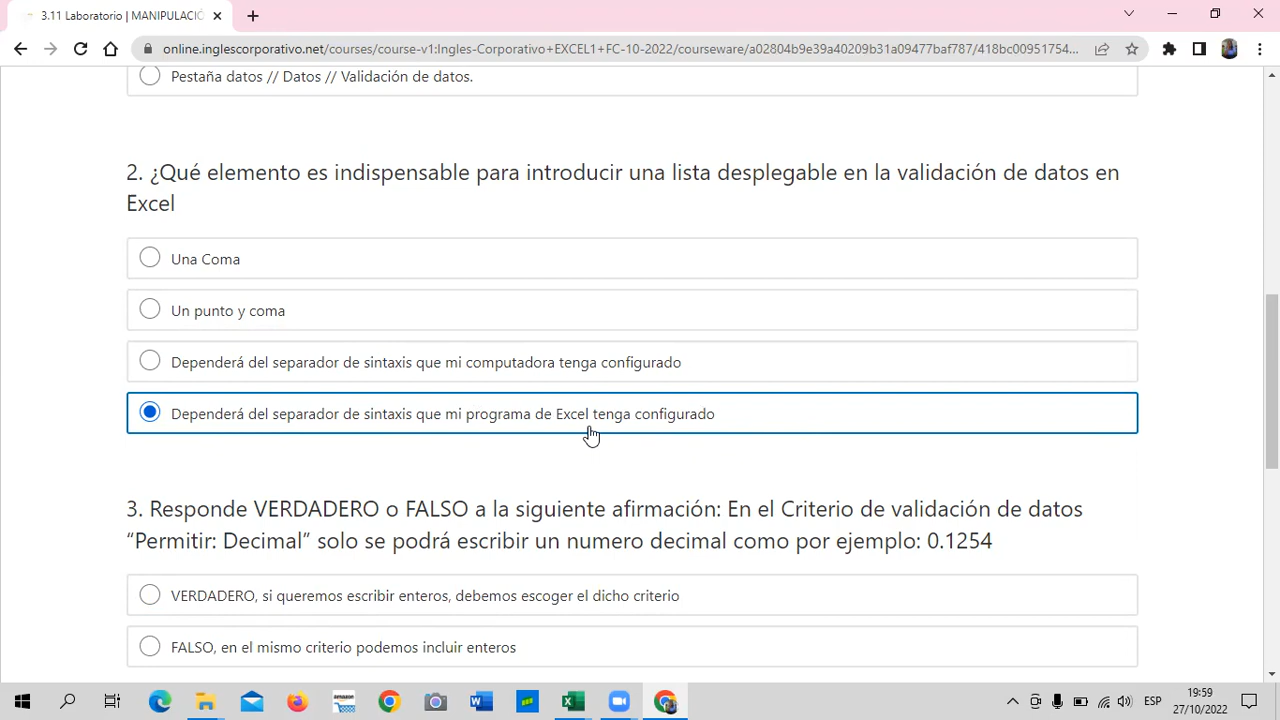 3.11 Laboratorio | MANIPULACIÓ
online.inglescorporativo.net/courses/course-v1:Ingles-Corporativo+EXCEL1+FC-10-2022/courseware/02804b9e39a40209b31a09477baf787/418bc00951754...
Pestaña datos // Datos // Validación de datos.
2. ¿Qué elemento es indispensable para introducir una lista desplegable en la validación de datos en
Excel
Una Coma
Un punto y coma
Dependerá del separador de sintaxis que mi computadora tenga configurado
Dependerá del separador de sintaxis que mi programa de Excel tenga configurado
3. Responde VERDADERO o FALSO a la siguiente afirmación: En el Criterio de validación de datos
“Permitir: Decimal” solo se podrá escribir un numero decimal como por ejemplo: 0.1254
VERDADERO, si queremos escribir enteros, debemos escoger el dicho criterio
FALSO, en el mismo criterio podemos incluir enteros
amazon
ESP
19:59
27/10/2022